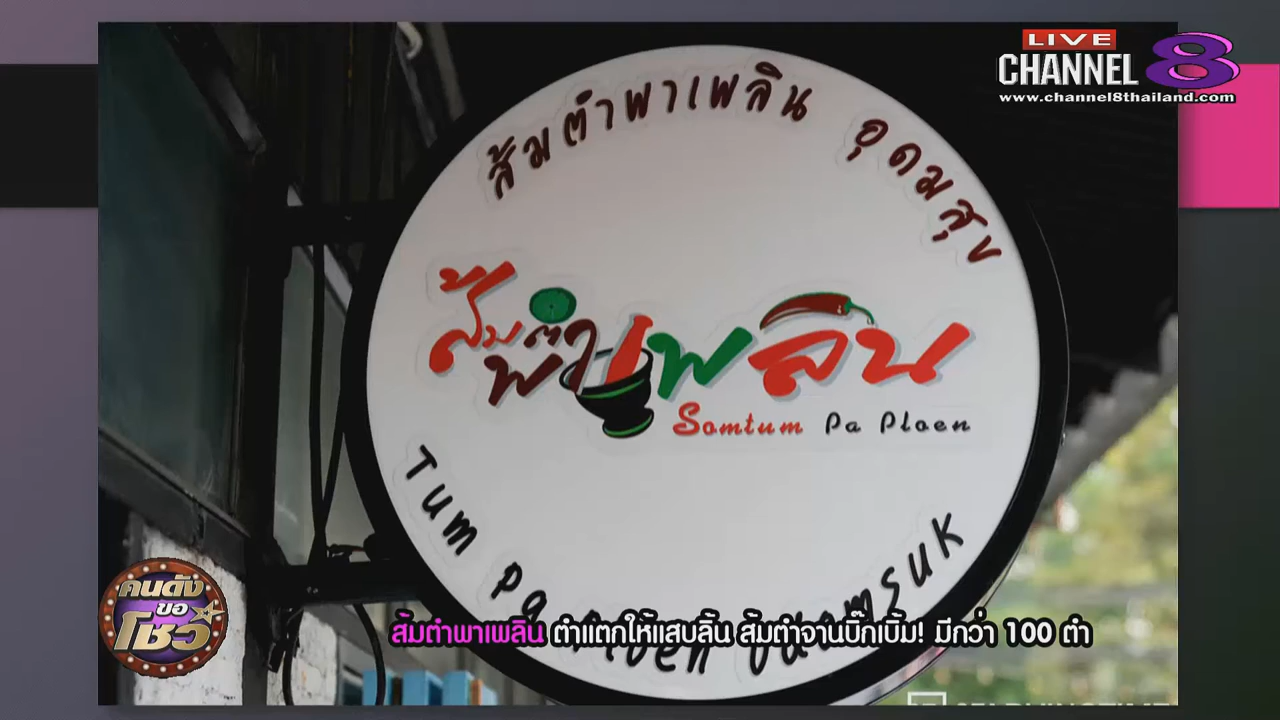 LIVE
CHANNEL 8
www.channel8thailand.com
ส้มตำพาเพลิน อุดมสุข
ส้มตำพาเพลิน
Somtum Pa Ploen
TUM Pa
คนดัง
ขอ
โชว์
ส้มตำพาเพลิน ตำแตกให้แสบลิ้น ส้มตำจานบิ๊กเบิ้ม! มีกว่า 100 ตำ